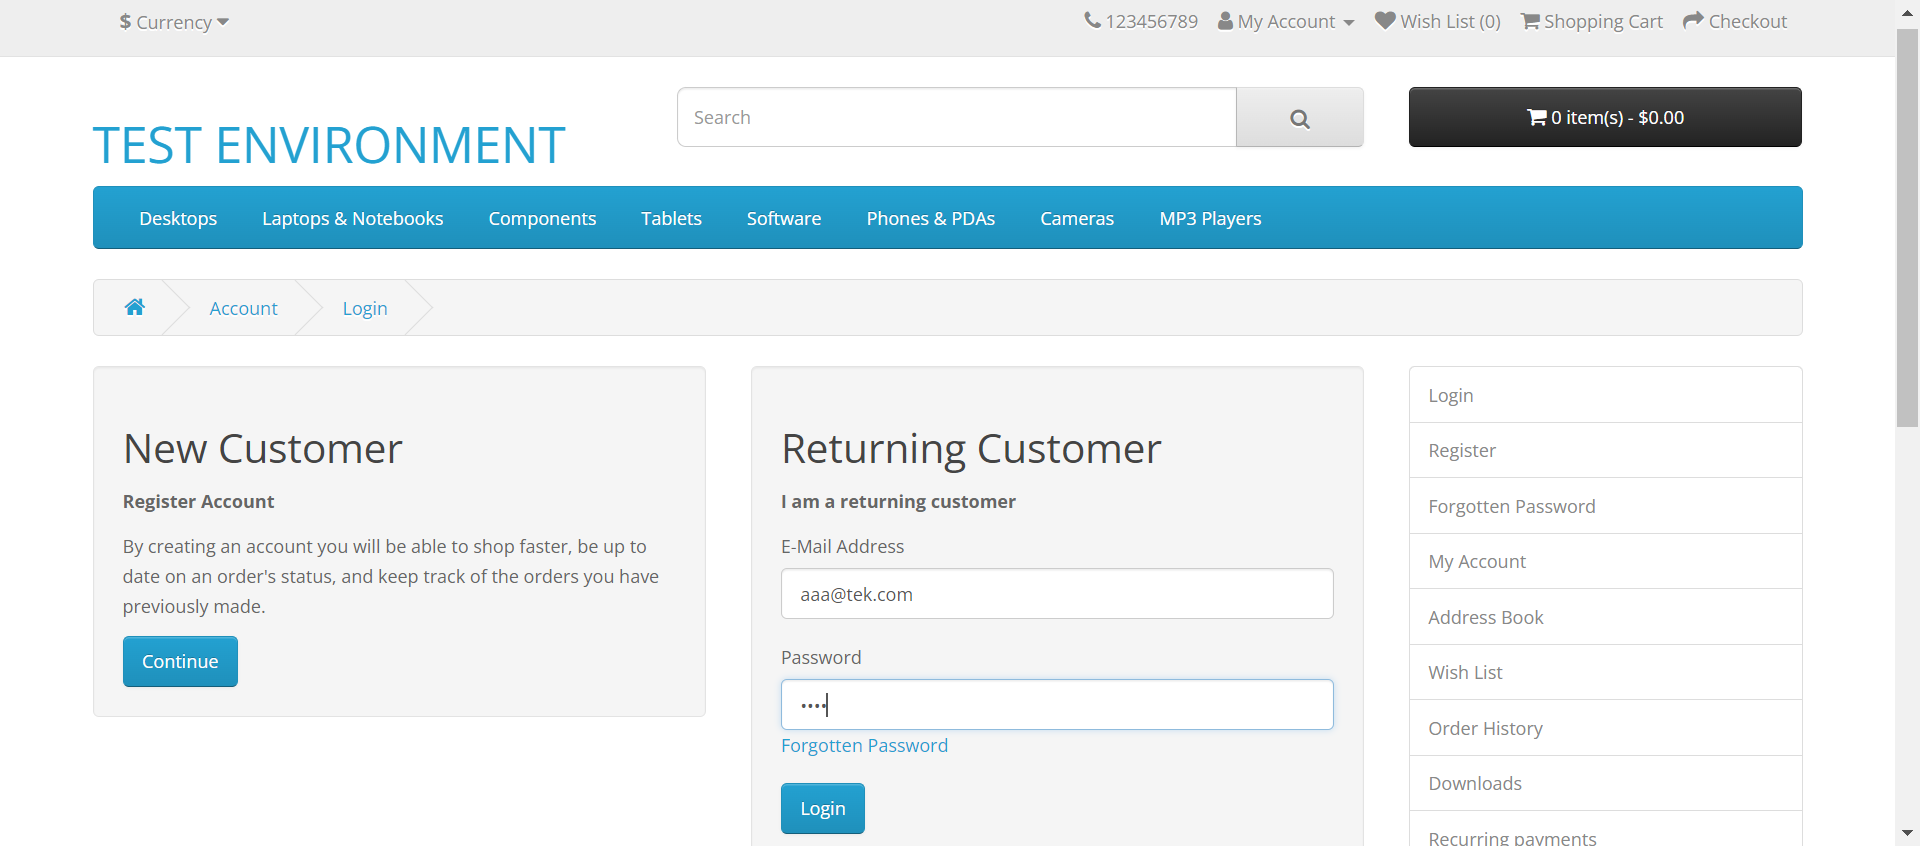 $ Currency
123456789 My Account Wish List (0) Shopping Cart Checkout
TEST ENVIRONMENT
Search
0 item(s) - $0.00
Desktops Laptops & Notebooks Components Tablets Software Phones & PDAs Cameras MP3 Players
Account Login
New Customer
Register Account
By creating an account you will be able to shop faster, be up to
date on an order's status, and keep track of the orders you have
previously made.
Continue
Returning Customer
I am a returning customer
E-Mail Address
aaa@tek.com
Password
••••
Forgotten Password
Login
Login
Register
Forgotten Password
My Account
Address Book
Wish List
Order History
Downloads
Recurring payments